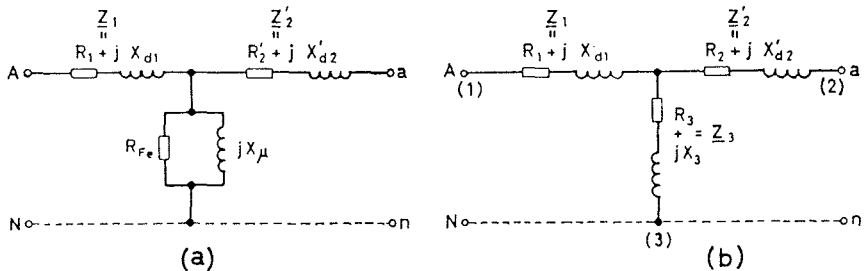 Z1
=
R1 + j Xd1
Z'2
=
R'2 + j X'd2
A
a
RFe
jXμ
N
n
(a)
Z1
=
R1 + j Xd1
Z'2
=
R2 + j X'd2
A
(1)
a
(2)
R3
+ = Z3
jX3
N
n
(3)
(b)